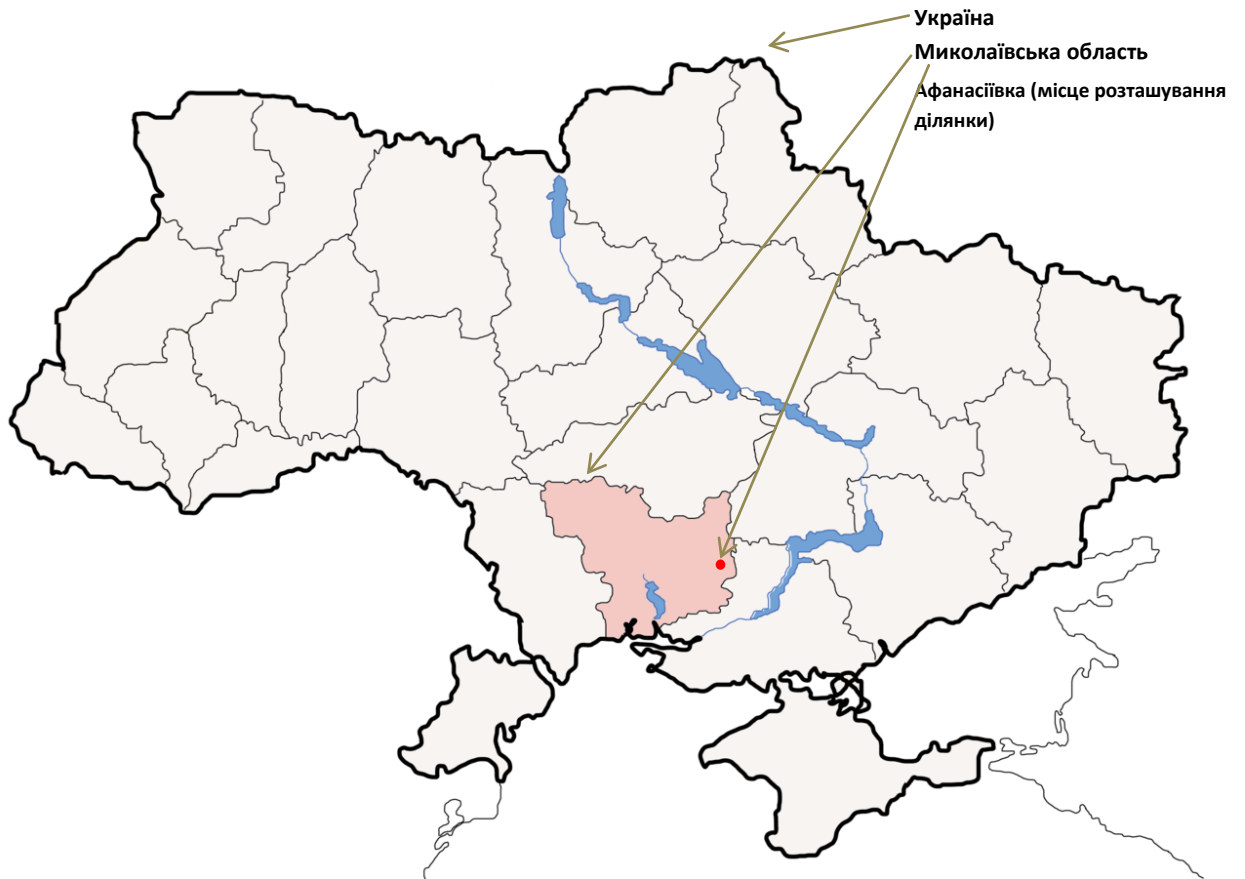 Україна
Миколаївська область
Афанасіївка (місце розташування
ділянки)